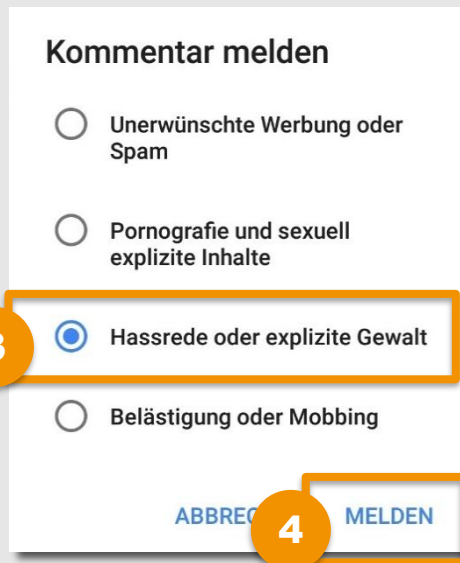 Kommentar melden
Unerwünschte Werbung oder
Spam
Pornografie und sexuell
explizite Inhalte
Hassrede oder explizite Gewalt
Belästigung oder Mobbing
4 MELDEN